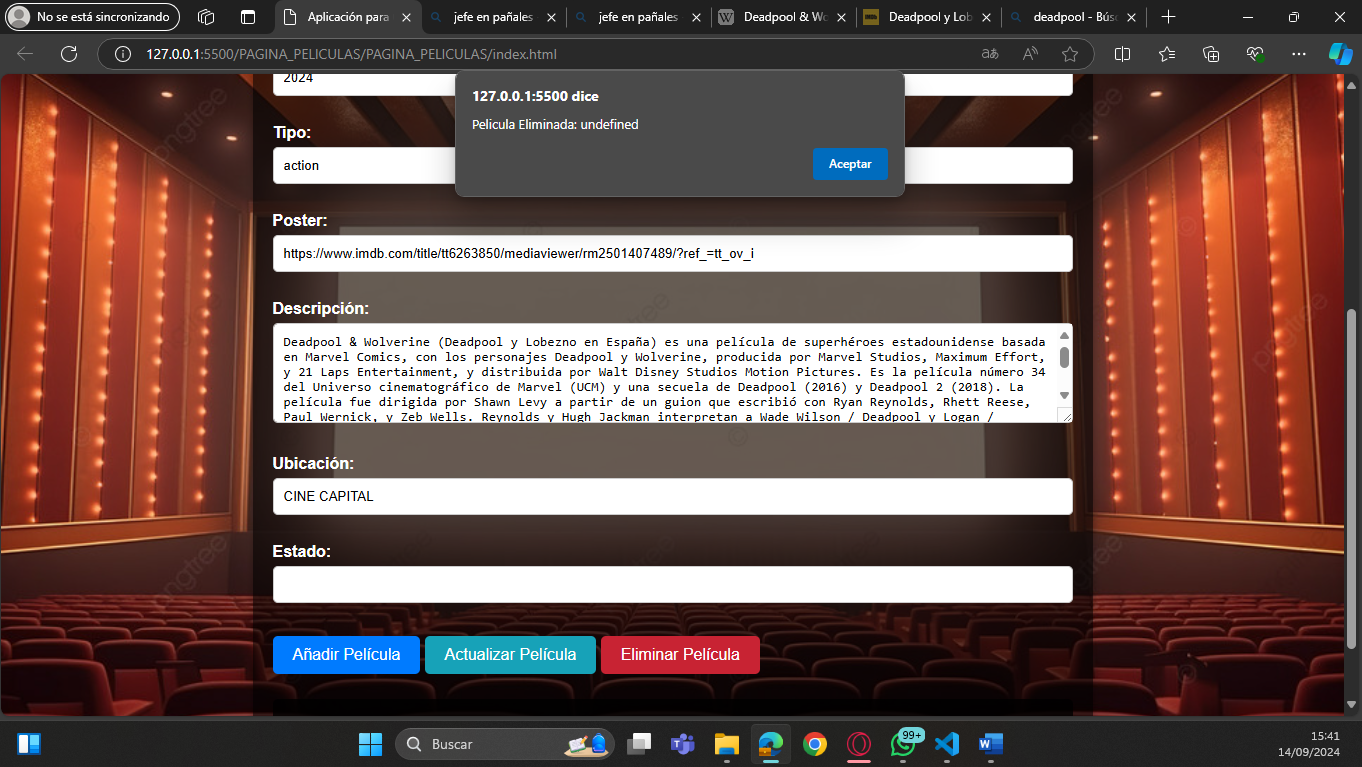 No se está sincronizando
Aplicación para
jefe en pañales
jefe en pañales
Deadpool & Wo
Deadpool y Lob
deadpool - Bús
127.0.0.1:5500/PAGINA_PELICULAS/PAGINA_PELICULAS/index.html
2024
127.0.0.1:5500 dice
Pelicula Eliminada: undefined
Aceptar
Tipo:
action
Poster:
https://www.imdb.com/title/tt6263850/mediaviewer/rm2501407489/?ref_=tt_ov_i
Descripción:
Deadpool & Wolverine (Deadpool y Lobezno en España) es una película de superhéroes estadounidense basada
en Marvel Comics, con los personajes Deadpool y Wolverine, producida por Marvel Studios, Maximum Effort,
y 21 Laps Entertainment, y distribuida por Walt Disney Studios Motion Pictures. Es la película número 34
del Universo cinematográfico de Marvel (UCM) y una secuela de Deadpool (2016) y Deadpool 2 (2018). La
película fue dirigida por Shawn Levy a partir de un guion que escribió con Ryan Reynolds, Rhett Reese,
Paul Wernick, y Zeb Wells. Reynolds y Hugh Jackman interpretan a Wade Wilson / Deadpool y Logan /
Ubicación:
CINE CAPITAL
Estado:
Añadir Película
Actualizar Película
Eliminar Película
pngtree
Buscar
99+
15:41
14/09/2024